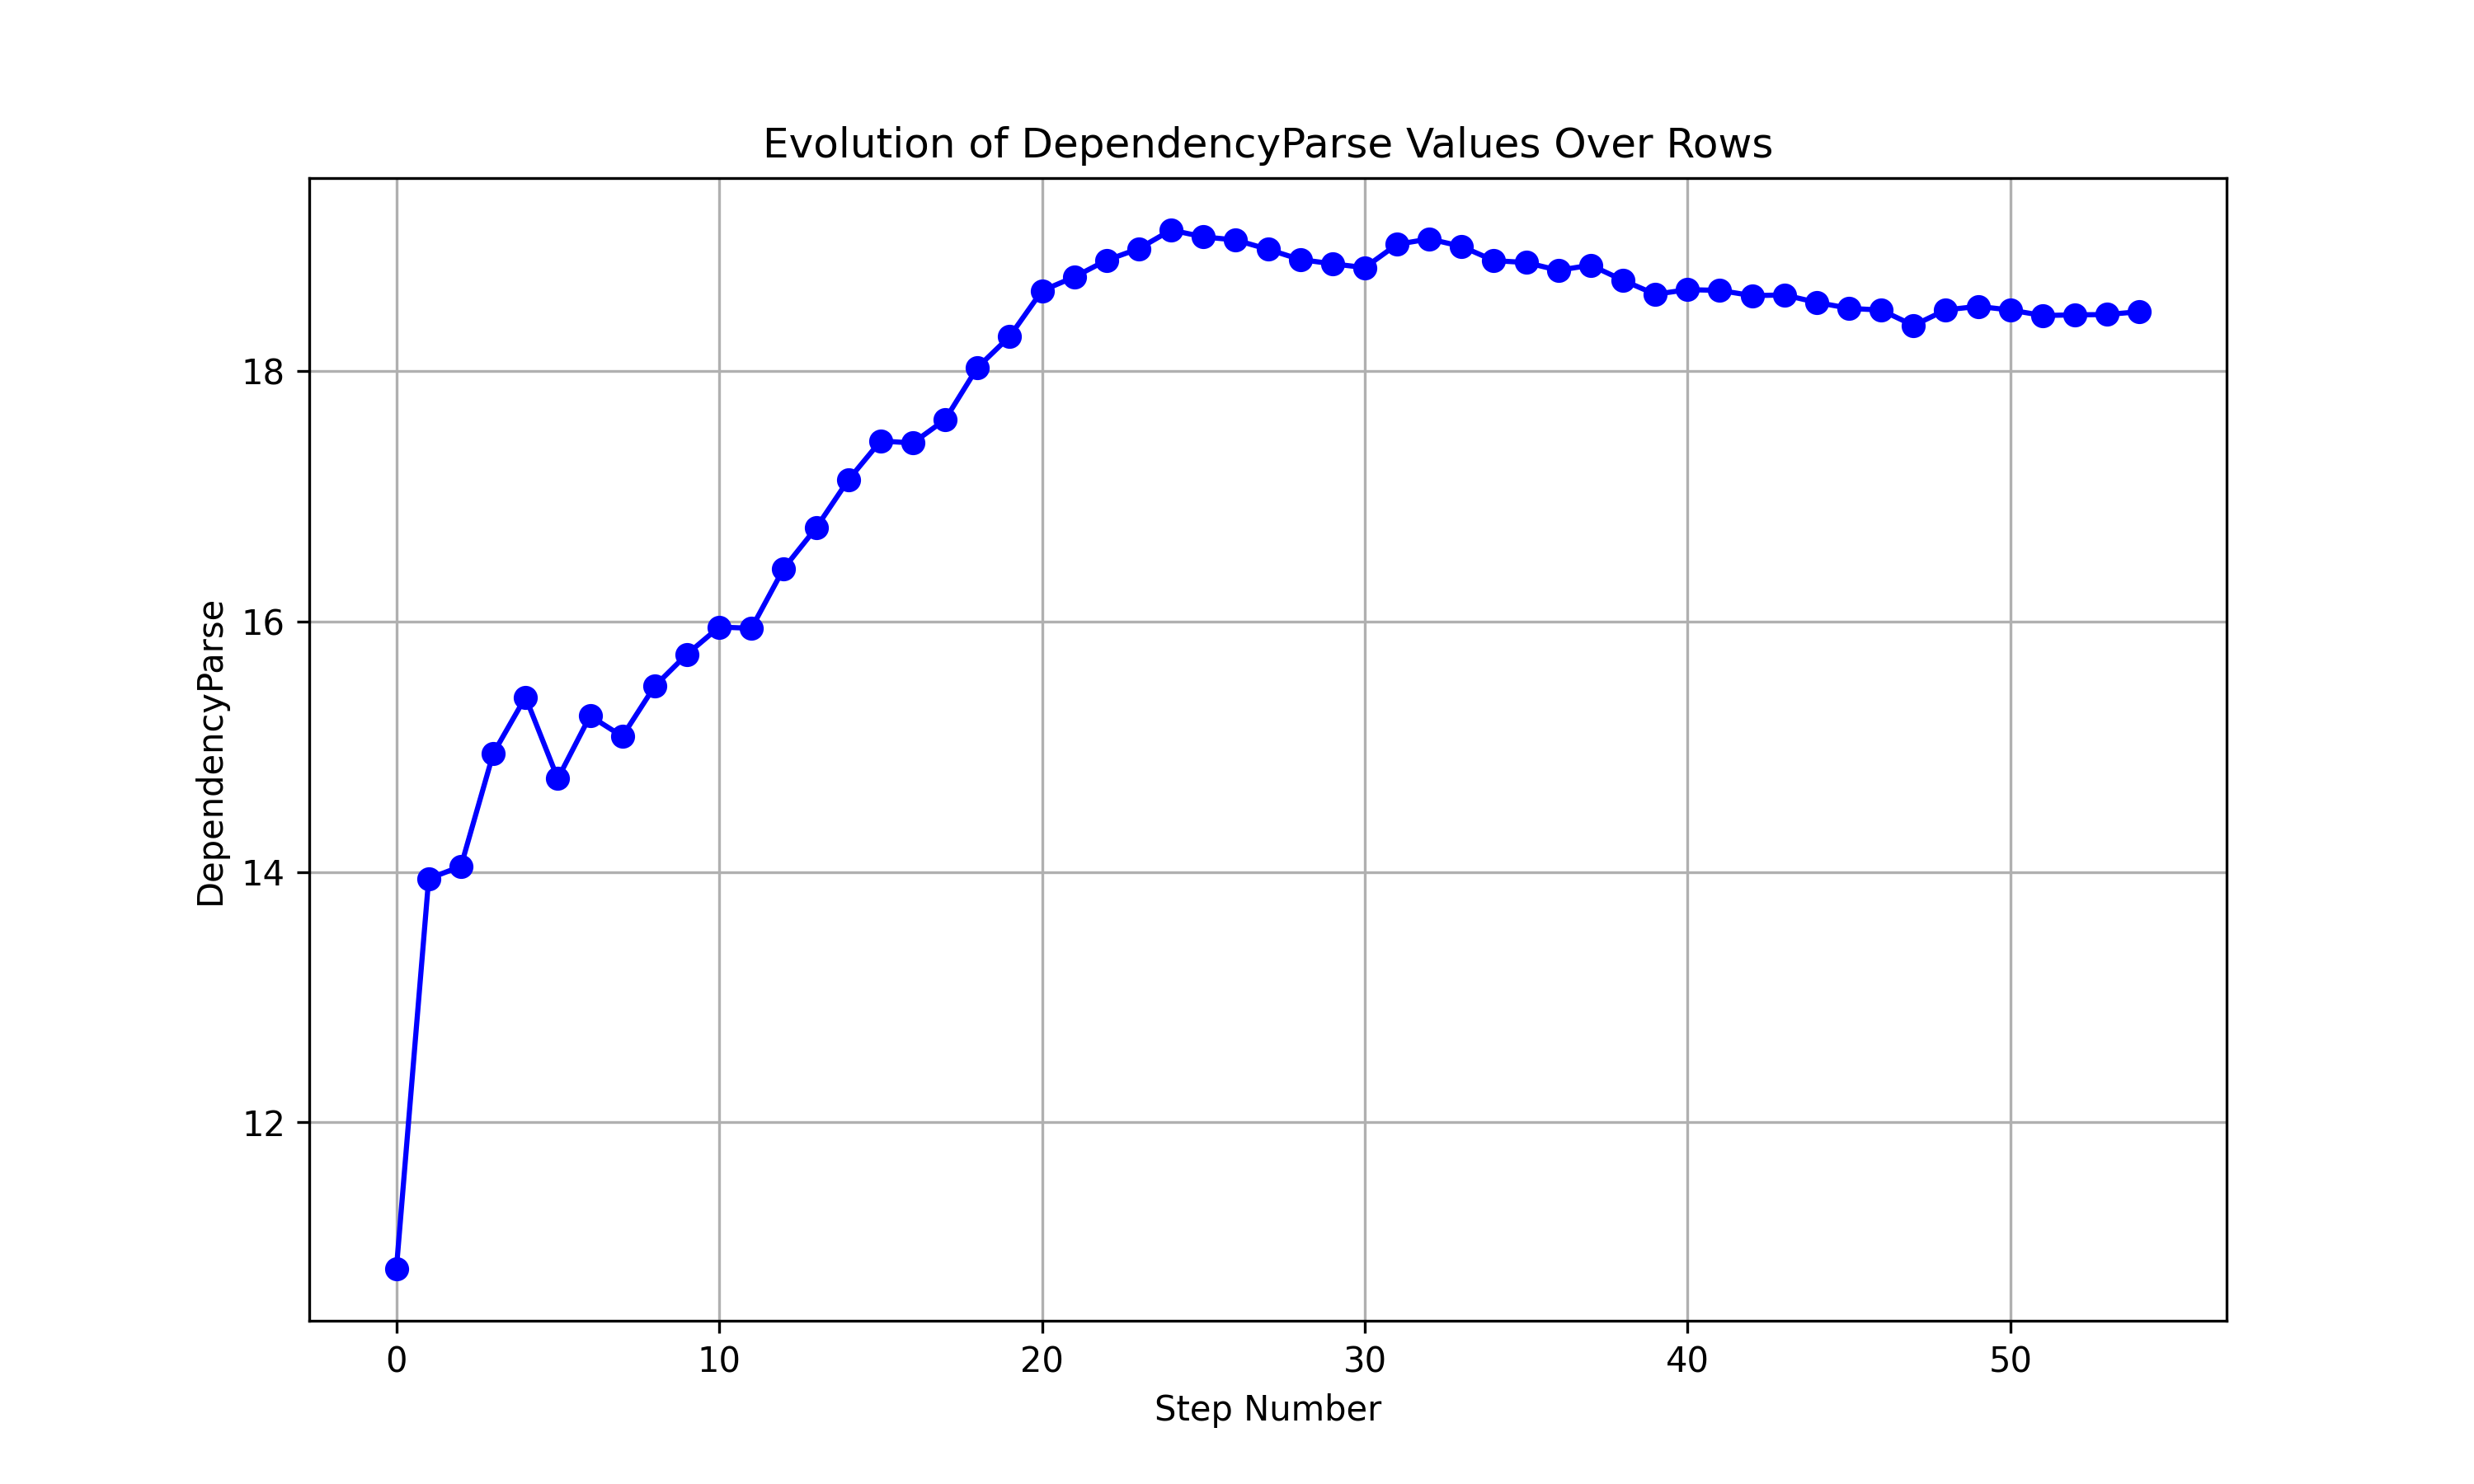 Evolution of DependencyParse Values Over Rows
DependencyParse
18
16
14
12
0 10 20 30 40 50
Step Number